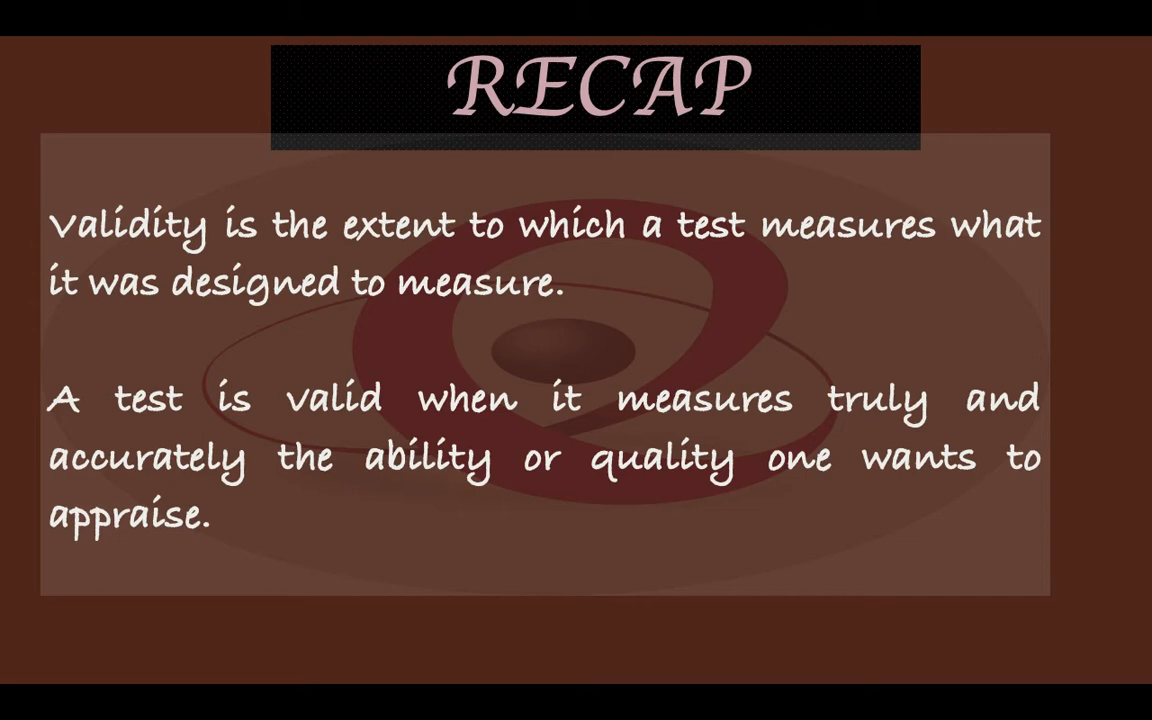 RECAP
Validity is the extent to which a test measures what
it was designed to measure.
A test is valid when it measures truly and
accurately the ability or quality one wants to
appraise.